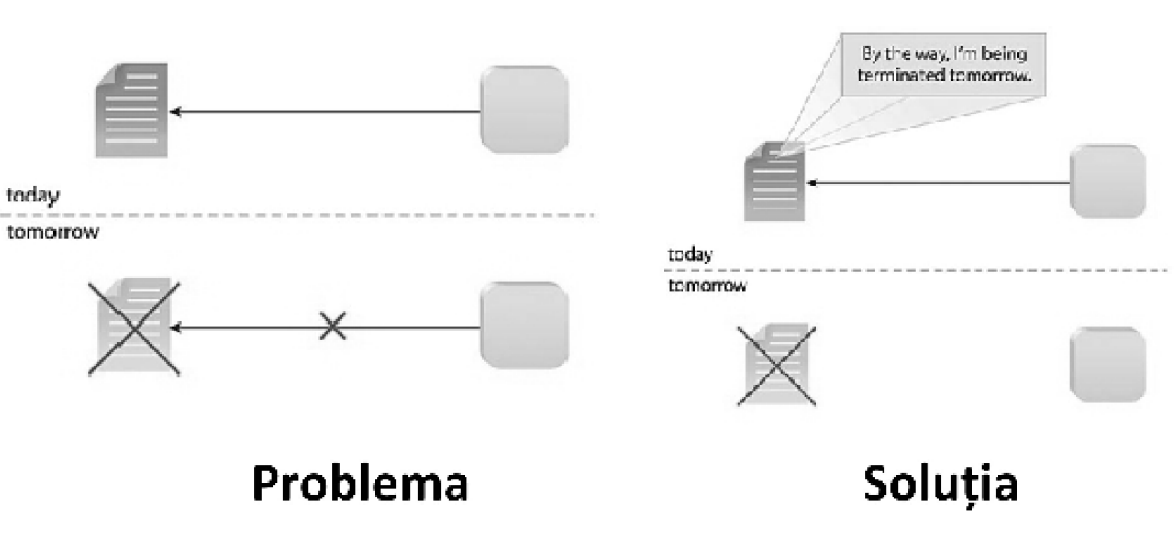 today
tomorrow
Problema
By the way, I'm being
terminated tomorrow.
today
tomorrow
Soluția